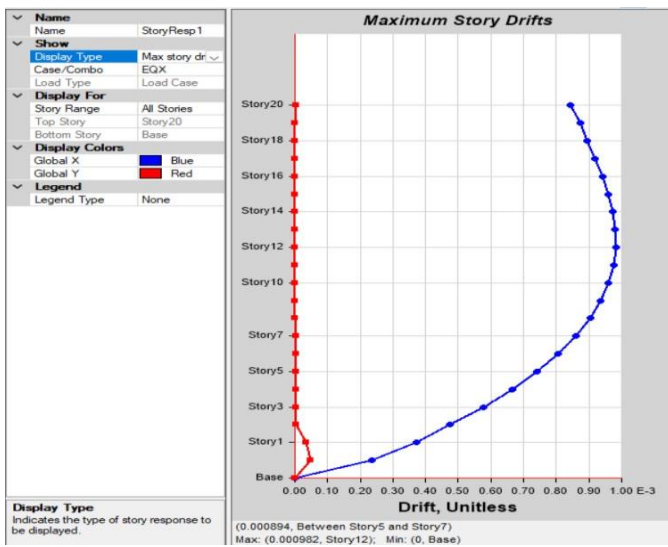 Name
Name StoryResp1
Show
Display Type Max story dr
Case/Combo EQX
Load Type Load Case
Display For
Story Range All Stories
Top Story Story20
Bottom Story Base
Display Colors
Global X Blue
Global Y Red
Legend
Legend Type None
Display Type
Indicates the type of story response to
be displayed.
Maximum Story Drifts
Story20
Story18
Story16
Story14
Story12
Story10
Story7
Story5
Story3
Story1
Base
0.00 0.10 0.20 0.30 0.40 0.50 0.60 0.70 0.80 0.90 1.00 E-3
Drift, Unitless
(0.000894, Between Story5 and Story7)
Max: (0.000982, Story12); Min: (0, Base)